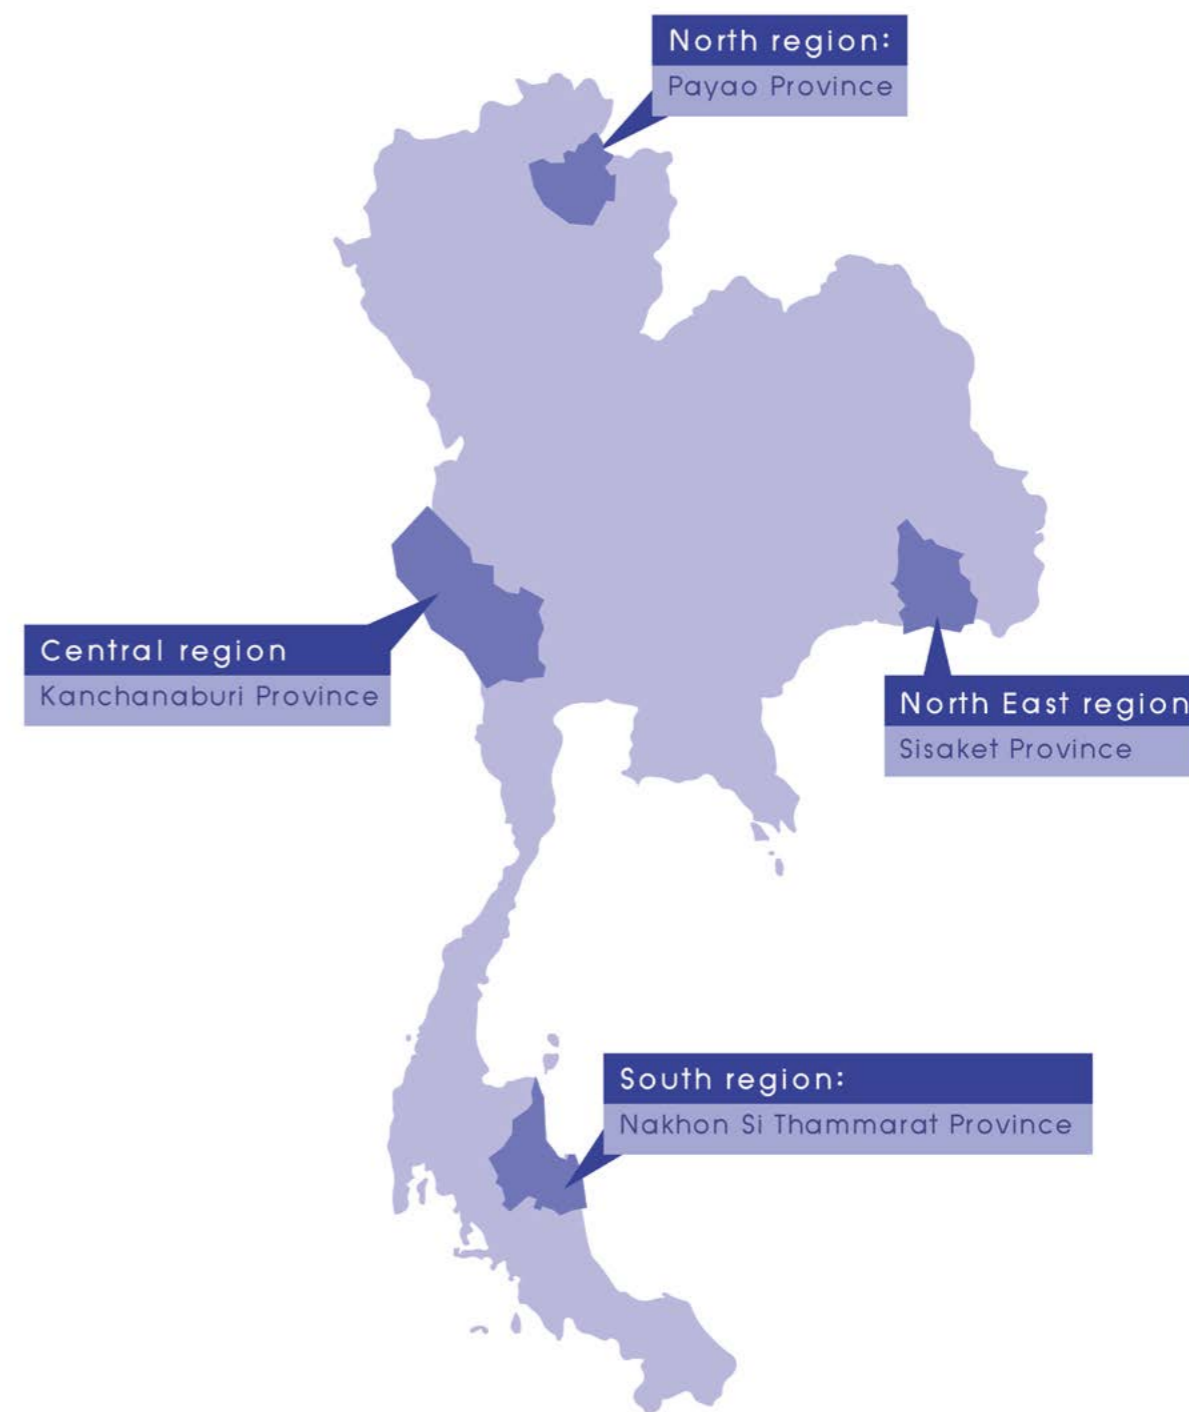 North region:
Payao Province
Central region
Kanchanaburi Province
North East region
Sisaket Province
South region:
Nakhon Si Thammarat Province